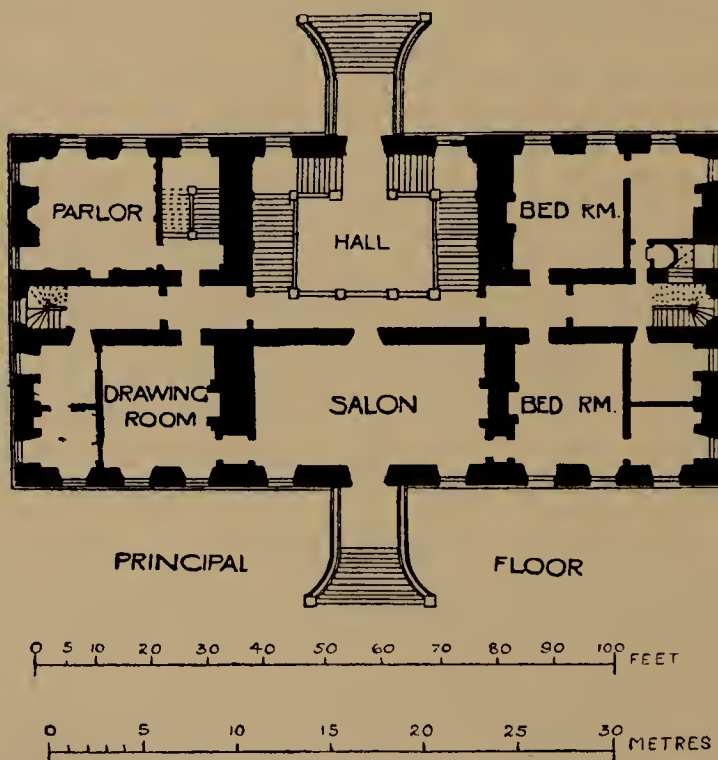 PARLOR
HALL
BED RM.
DRAWING
ROOM
SALON
BED RM.
PRINCIPAL FLOOR
0 5 10 20 30 40 50 60 70 80 90 100 FEET
0 5 10 15 20 25 30 METRES